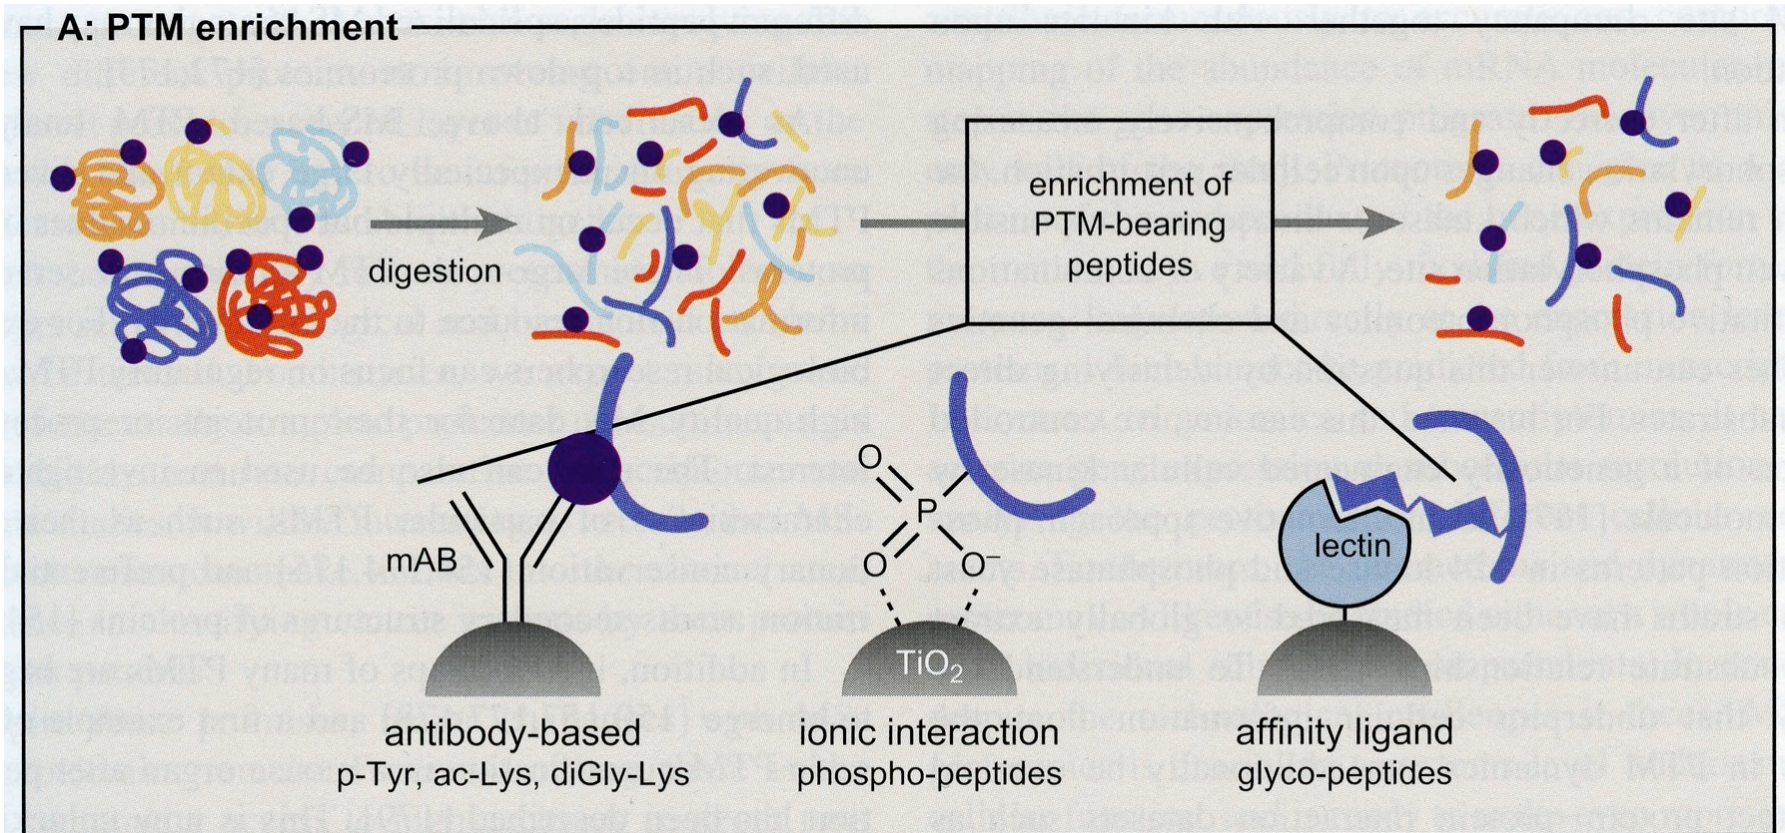 A: PTM enrichment
digestion
enrichment of
PTM-bearing
peptides
mAB
O
P
O
O⁻
TiO₂
lectin
antibody-based
p-Tyr, ac-Lys, diGly-Lys
ionic interaction
phospho-peptides
affinity ligand
glyco-peptides